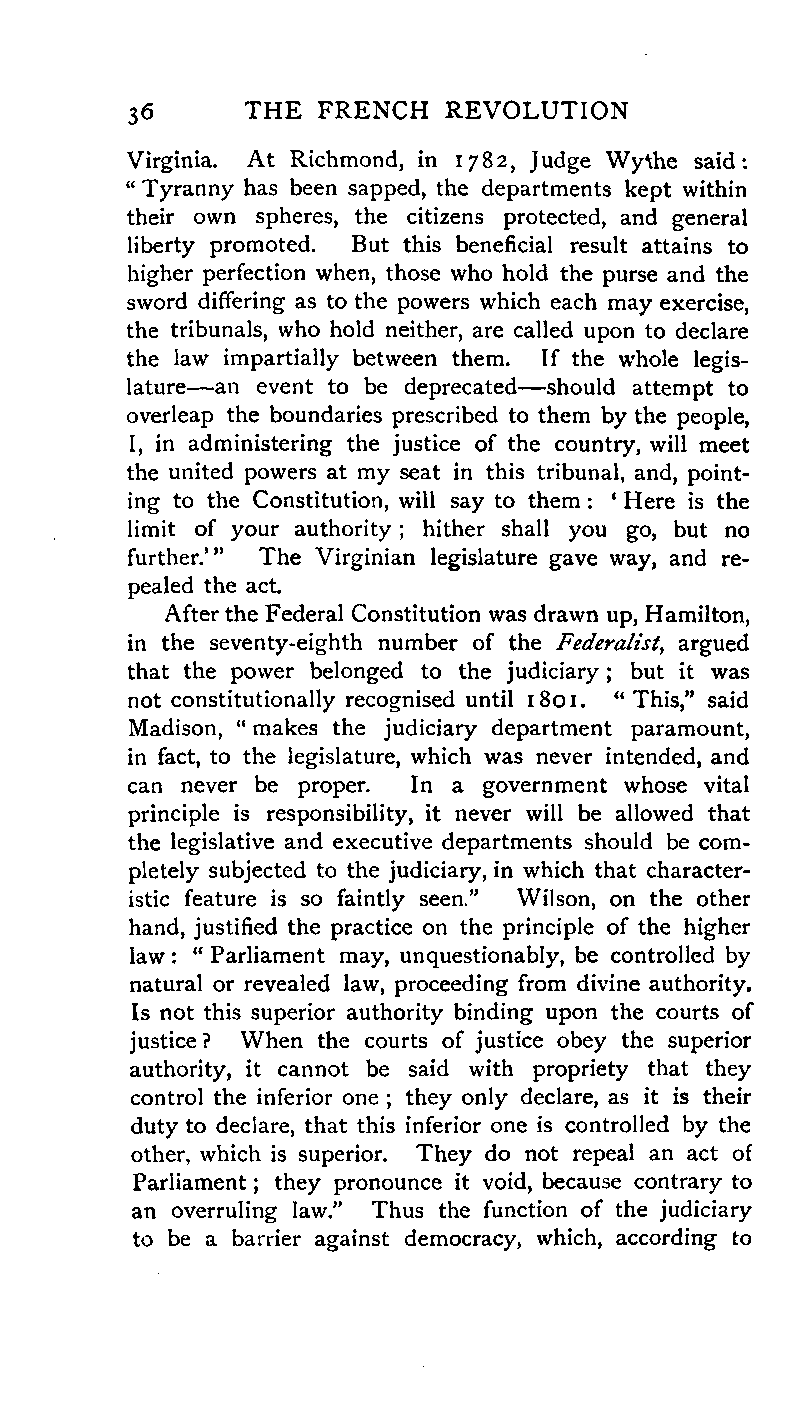 36 THE FRENCH REVOLUTION
Virginia. At Richmond, in 1782, Judge Wythe said:
“Tyranny has been sapped, the departments kept within
their own spheres, the citizens protected, and general
liberty promoted. But this beneficial result attains to
higher perfection when, those who hold the purse and the
sword differing as to the powers which each may exercise,
the tribunals, who hold neither, are called upon to declare
the law impartially between them. If the whole legis-
lature—an event to be deprecated—should attempt to
overleap the boundaries prescribed to them by the people,
I, in administering the justice of the country, will meet
the united powers at my seat in this tribunal, and, point-
ing to the Constitution, will say to them: ‘Here is the
limit of your authority; hither shall you go, but no
further.’” The Virginian legislature gave way, and re-
pealed the act.
After the Federal Constitution was drawn up, Hamilton,
in the seventy-eighth number of the Federalist, argued
that the power belonged to the judiciary; but it was
not constitutionally recognised until 1801. “This,” said
Madison, “makes the judiciary department paramount,
in fact, to the legislature, which was never intended, and
can never be proper. In a government whose vital
principle is responsibility, it never will be allowed that
the legislative and executive departments should be com-
pletely subjected to the judiciary, in which that character-
istic feature is so faintly seen.” Wilson, on the other
hand, justified the practice on the principle of the higher
law: “Parliament may, unquestionably, be controlled by
natural or revealed law, proceeding from divine authority.
Is not this superior authority binding upon the courts of
justice? When the courts of justice obey the superior
authority, it cannot be said with propriety that they
control the inferior one; they only declare, as it is their
duty to declare, that this inferior one is controlled by the
other, which is superior. They do not repeal an act of
Parliament; they pronounce it void, because contrary to
an overruling law.” Thus the function of the judiciary
to be a barrier against democracy, which, according to